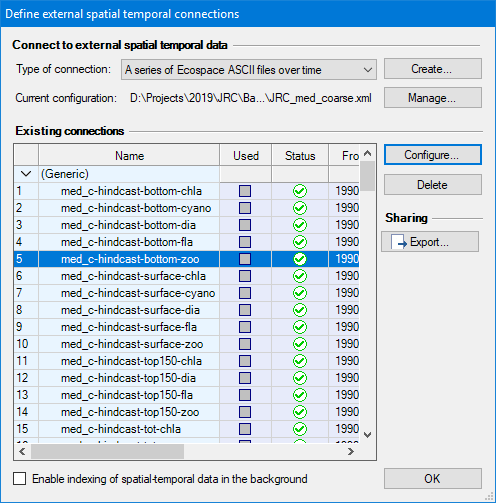 Define external spatial temporal connections
Connect to external spatial temporal data
Type of connection: A series of Ecospace ASCII files over time Create...
Current configuration: D:\Projects\2019\JRC\Ba...\JRC_med_coarse.xml Manage...
Existing connections
Name Used Status Fro
(Generic)
1 med_c-hindcast-bottom-chla 1990
2 med_c-hindcast-bottom-cyano 1990
3 med_c-hindcast-bottom-dia 1990
4 med_c-hindcast-bottom-fla 1990
5 med_c-hindcast-bottom-zoo 1990
6 med_c-hindcast-surface-chla 1990
7 med_c-hindcast-surface-cyano 1990
8 med_c-hindcast-surface-dia 1990
9 med_c-hindcast-surface-fla 1990
10 med_c-hindcast-surface-zoo 1990
11 med_c-hindcast-top150-chla 1990
12 med_c-hindcast-top150-dia 1990
13 med_c-hindcast-top150-fla 1990
14 med_c-hindcast-top150-zoo 1990
15 med_c-hindcast-tot-chla 1990
Configure...
Delete
Sharing
Export...
Enable indexing of spatial-temporal data in the background
OK